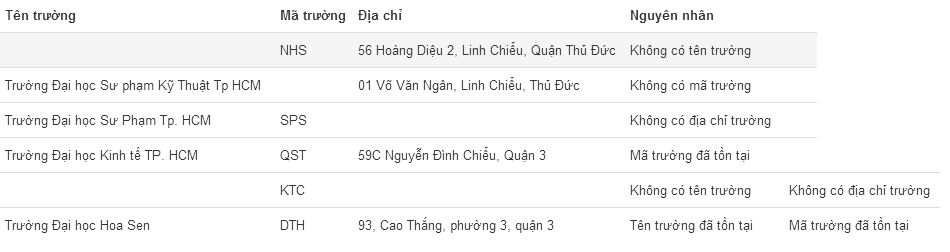 Tên trường Mã trường Địa chỉ Nguyên nhân
NHS 56 Hoàng Diệu 2, Linh Chiểu, Quận Thủ Đức Không có tên trường
Trường Đại học Sư phạm Kỹ Thuật Tp HCM 01 Võ Văn Ngân, Linh Chiểu, Thủ Đức Không có mã trường
Trường Đại học Sư Phạm Tp. HCM SPS Không có địa chỉ trường
Trường Đại học Kinh tế TP. HCM QST 59C Nguyễn Đình Chiểu, Quận 3 Mã trường đã tồn tại
KTC Không có tên trường Không có địa chỉ trường
Trường Đại học Hoa Sen DTH 93, Cao Thắng, phường 3, quận 3 Tên trường đã tồn tại Mã trường đã tồn tại